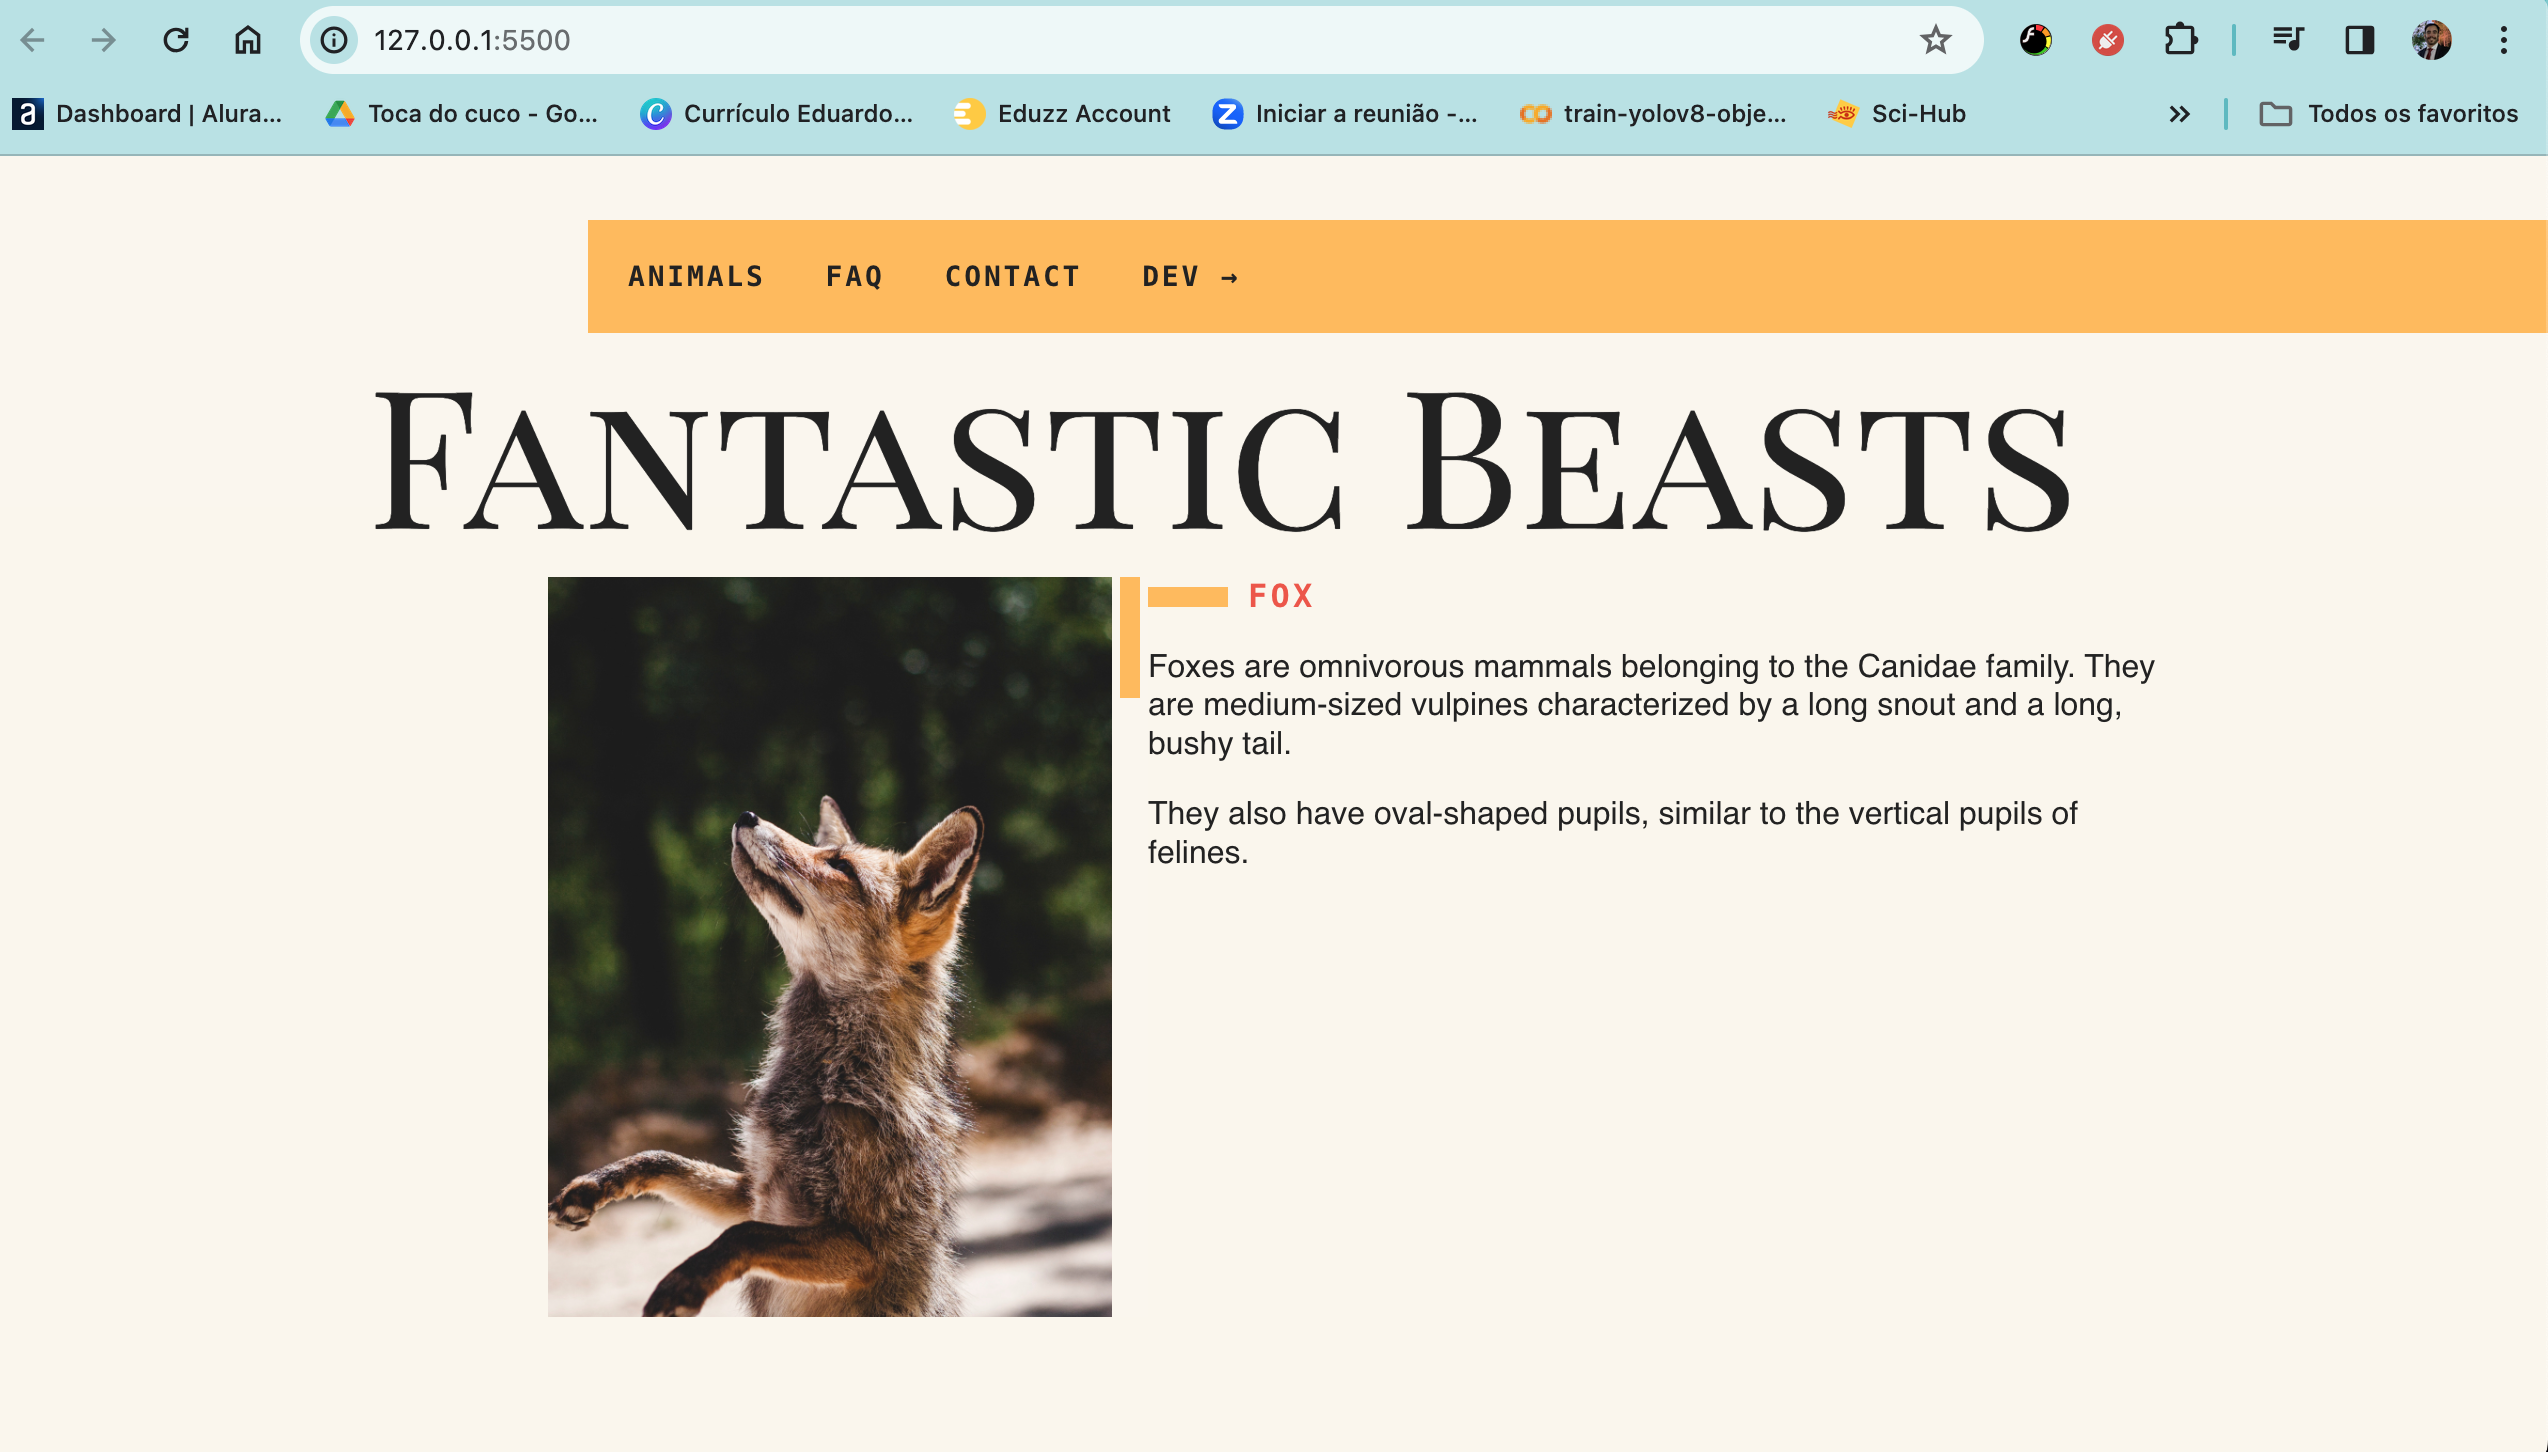 127.0.0.1:5500
Dashboard | Alura... Toca do cuco - Go... Currículo Eduardo... Eduzz Account Iniciar a reunião -... train-yolov8-obje... Sci-Hub Todos os favoritos
ANIMALS FAQ CONTACT DEV →
Fantastic Beasts
FOX
Foxes are omnivorous mammals belonging to the Canidae family. They
are medium-sized vulpines characterized by a long snout and a long,
bushy tail.
They also have oval-shaped pupils, similar to the vertical pupils of
felines.